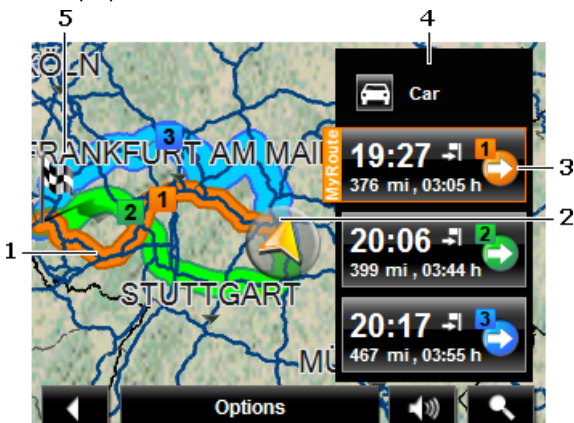 5
4
KÖLN
Car
3
FRANKFURT AM MAI
MyRoute
19:27
1
376 mi , 03:05 h
3
2
1
2
20:06
2
399 mi , 03:44 h
1
STUTTGART
20:17
3
467 mi , 03:55 h
MÜ
Options